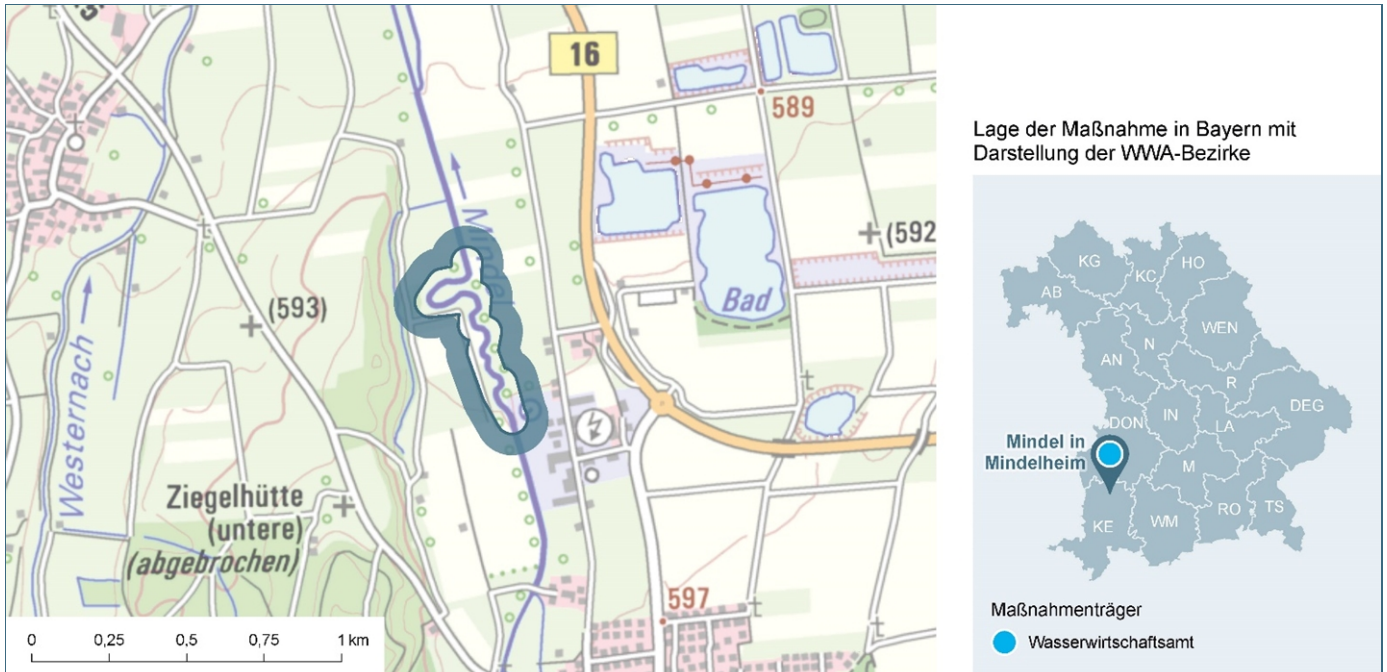 16
589
Mindel
(592
Bad
(593)
Westernach
Ziegelhütte
(untere)
(abgebrochen)
597
0 0,25 0,5 0,75 1 km
Lage der Maßnahme in Bayern mit
Darstellung der WWA-Bezirke
KG
KC
HO
AB
WEN
AN
N
R
DEG
DON
IN
LA
Mindel in
Mindelheim
M
KE
WM
RO
TS
Maßnahmenträger
Wasserwirtschaftsamt